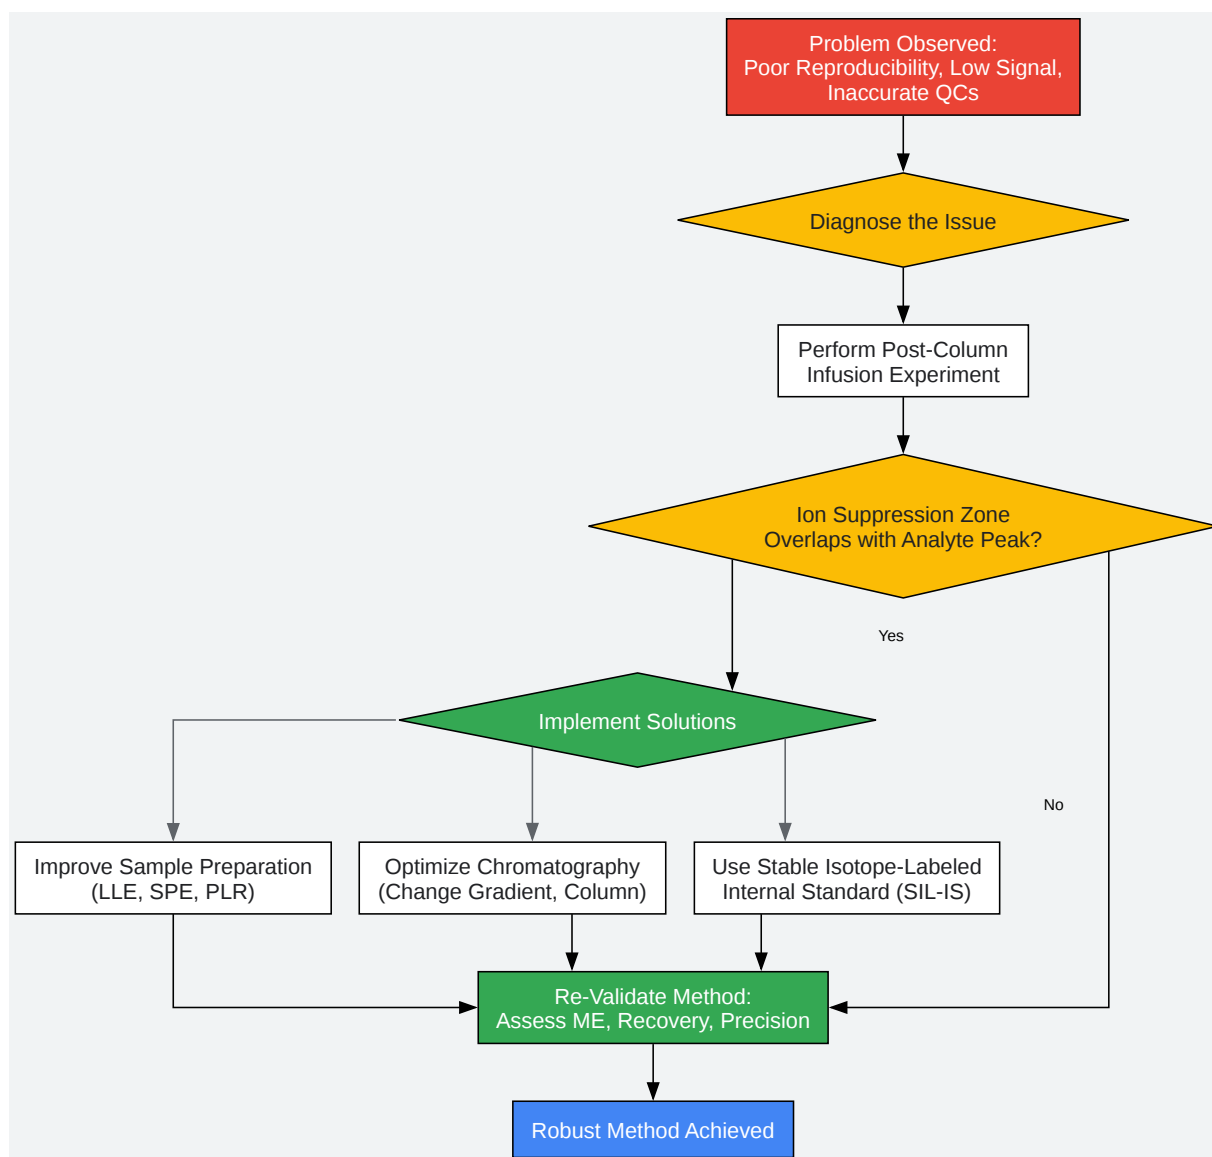 Problem Observed:
Poor Reproducibility, Low Signal,
Inaccurate QCs
Diagnose the Issue
Perform Post-Column
Infusion Experiment
Ion Suppression Zone
Overlaps with Analyte Peak?
Yes
Implement Solutions
No
Improve Sample Preparation
(LLE, SPE, PLR)
Optimize Chromatography
(Change Gradient, Column)
Use Stable Isotope-Labeled
Internal Standard (SIL-IS)
Re-Validate Method:
Assess ME, Recovery, Precision
Robust Method Achieved